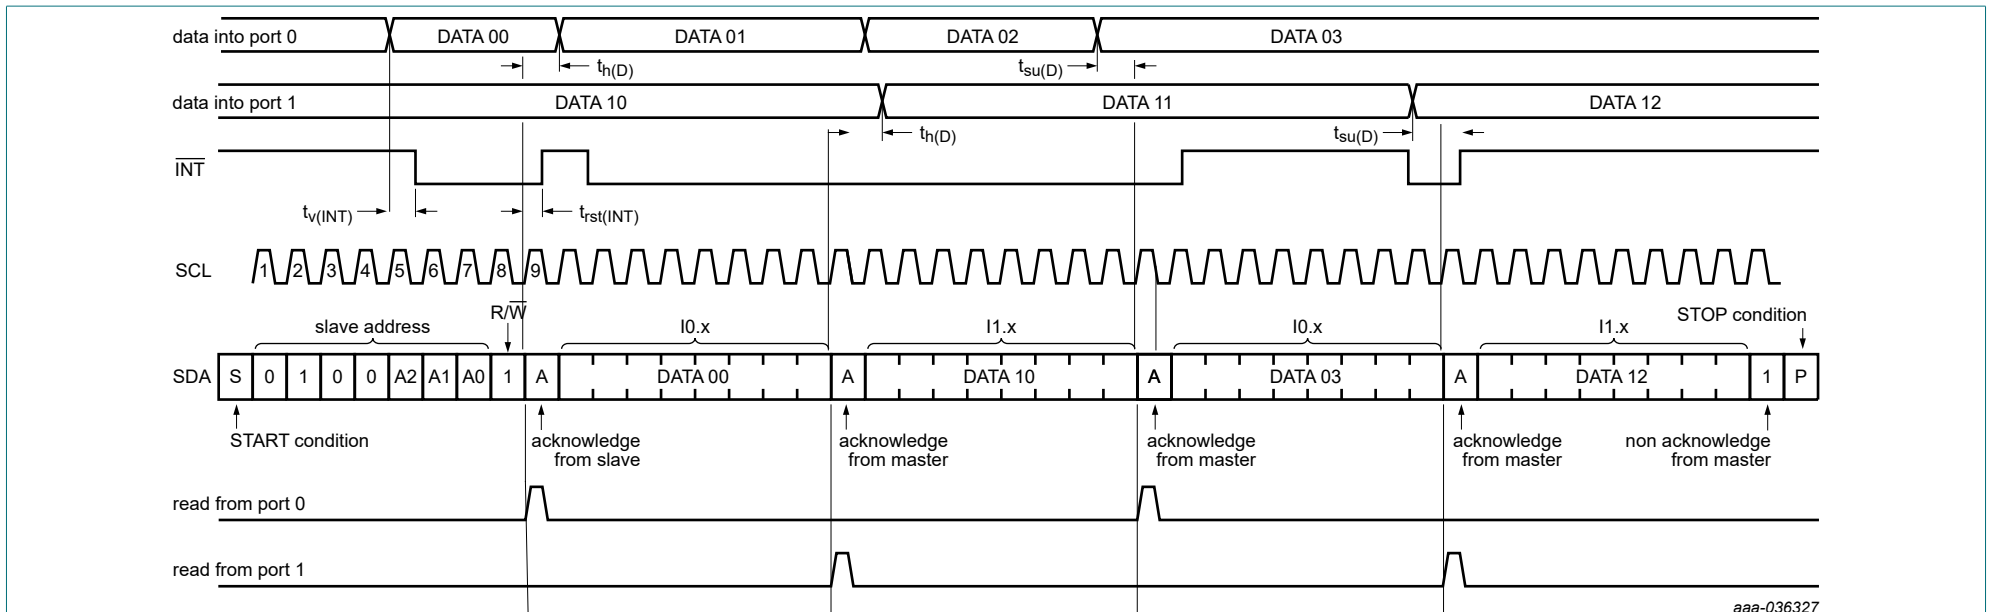 data into port 0 DATA 00 DATA 01 DATA 02 DATA 03
th(D) tsu(D)
data into port 1 DATA 10 DATA 11 DATA 12
th(D) tsu(D)
INT
tv(INT) trst(INT)
SCL 1 2 3 4 5 6 7 8 9
R/W
slave address I0.x I1.x I0.x I1.x STOP condition
SDA S 0 1 0 0 A2 A1 A0 1 A DATA 00 A DATA 10 A DATA 03 A DATA 12 1 P
START condition acknowledge from slave acknowledge from master acknowledge from master acknowledge from master non acknowledge from master
read from port 0
read from port 1
aaa-036327